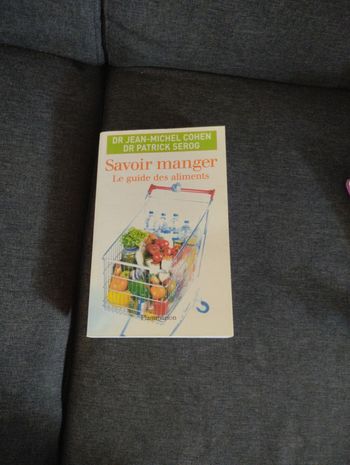 DR JEAN-MICHEL COHEN
DR PATRICK SEROG
Savoir manger
Le guide des aliments
Flammarion